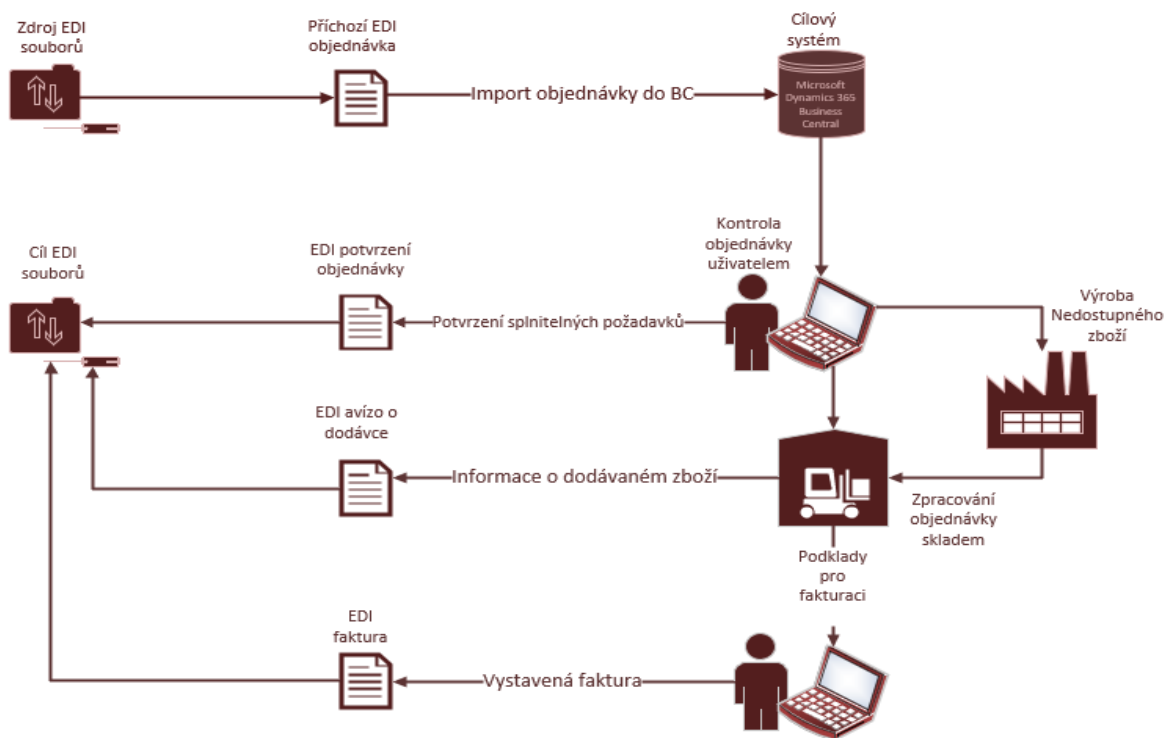 Zdroj EDI
souborů
Příchozí EDI
objednávka
Cílový
systém
Import objednávky do BC
Microsoft
Dynamics 365
Business
Central
Cíl EDI
souborů
EDI potvrzení
objednávky
Kontrola
objednávky
uživatelem
Potvrzení splnitelných požadavků
Výroba
Nedostupného
zboží
EDI avízo o
dodávce
Informace o dodávaném zboží
Zpracování
objednávky
skladem
Podklady
pro
fakturaci
EDI
faktura
Vystavená faktura